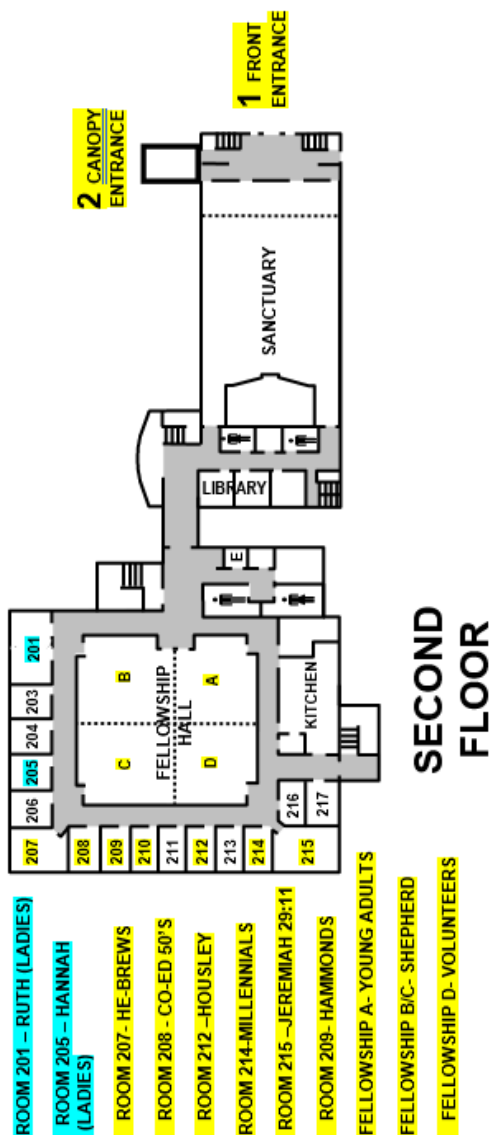 2 CANOPY
ENTRANCE
1 FRONT
ENTRANCE
SANCTUARY
LIBRARY
E
201
203
204
205
206
207
208
209
210
211
212
213
214
215
216
217
B
C
FELLOWSHIP
HALL
A
D
KITCHEN
SECOND
FLOOR
ROOM 201 – RUTH (LADIES)
ROOM 205 – HANNAH
(LADIES)
ROOM 207- HE-BREWS
ROOM 208 - CO-ED 50'S
ROOM 212 –HOUSLEY
ROOM 214-MILLENNIALS
ROOM 215 –JEREMIAH 29:11
ROOM 209- HAMMONDS
FELLOWSHIP A- YOUNG ADULTS
FELLOWSHIP B/C- SHEPHERD
FELLOWSHIP D- VOLUNTEERS